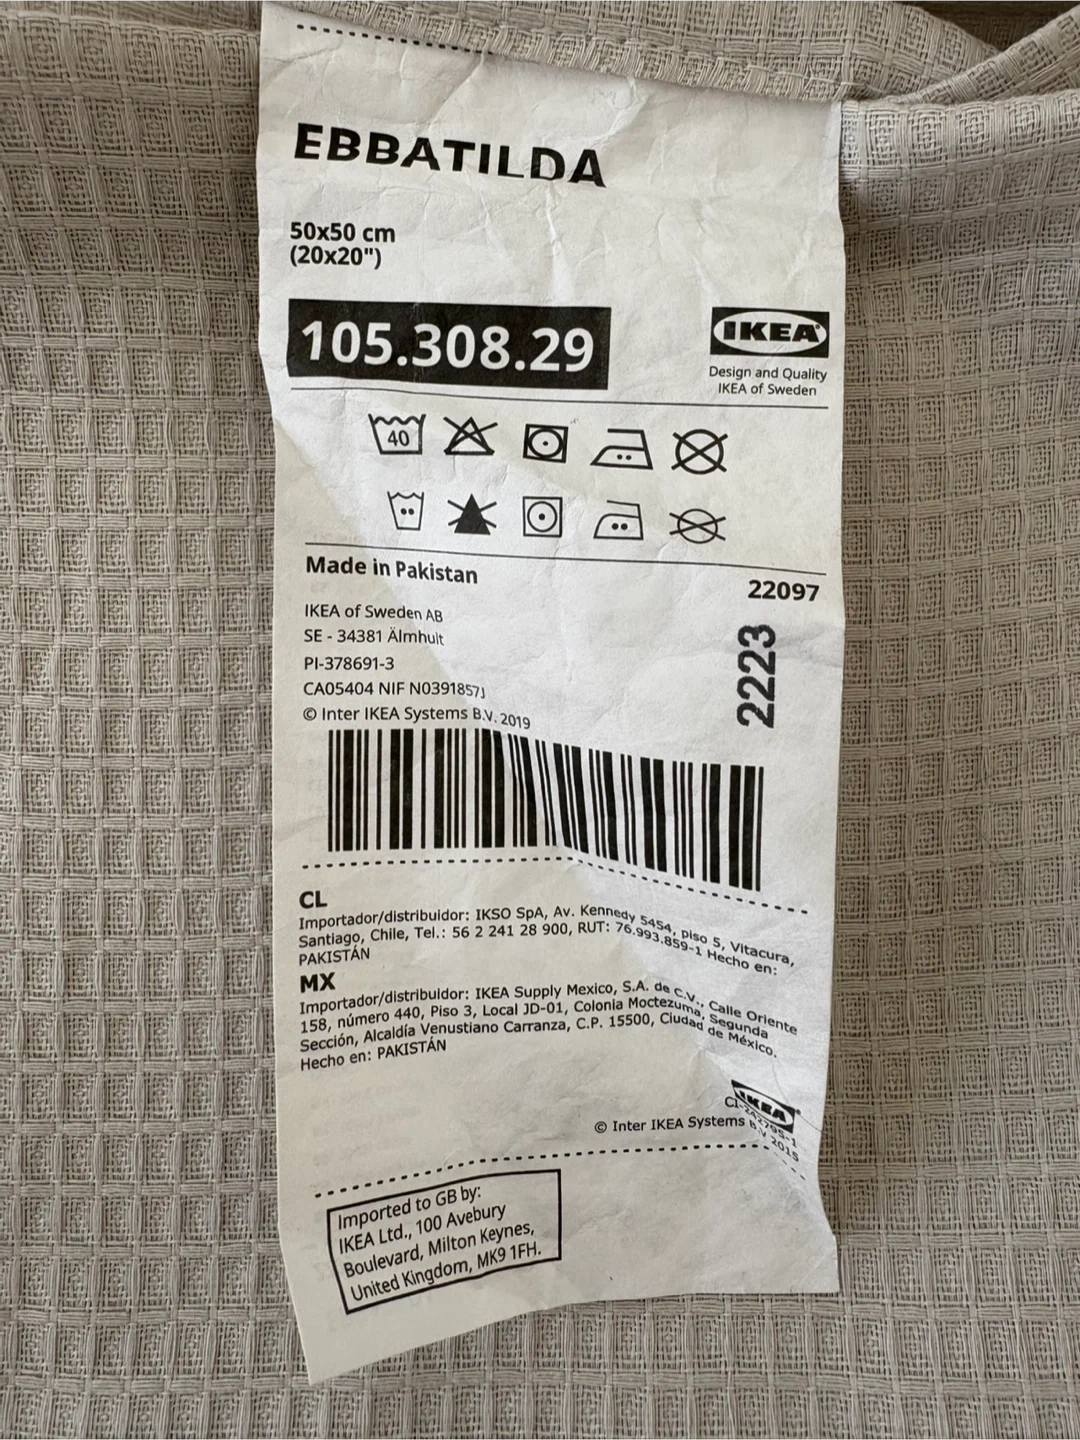 EBBATILDA
50x50 cm
(20x20")
105.308.29
IKEA®
Design and Quality
IKEA of Sweden
40
Made in Pakistan
22097
2223
IKEA of Sweden AB
SE - 34381 Älmhult
PI-378691-3
CA05404 NIF N0391857J
© Inter IKEA Systems B.V. 2019
CL
Importador/distribuidor: IKSO SpA, Av. Kennedy 5454, piso 5, Vitacura,
Santiago, Chile, Tel.: 56 2 241 28 900, RUT: 76.993.859-1 Hecho en:
PAKISTÁN
MX
Importador/distribuidor: IKEA Supply Mexico, S.A. de C.V., Calle Oriente
158, número 440, Piso 3, Local JD-01, Colonia Moctezuma, Segunda
Sección, Alcaldía Venustiano Carranza, C.P. 15500, Ciudad de México.
Hecho en: PAKISTÁN
IKEA®
© Inter IKEA Systems B.V 2015
Imported to GB by:
IKEA Ltd., 100 Avebury
Boulevard, Milton Keynes,
United Kingdom, MK9 1FH.